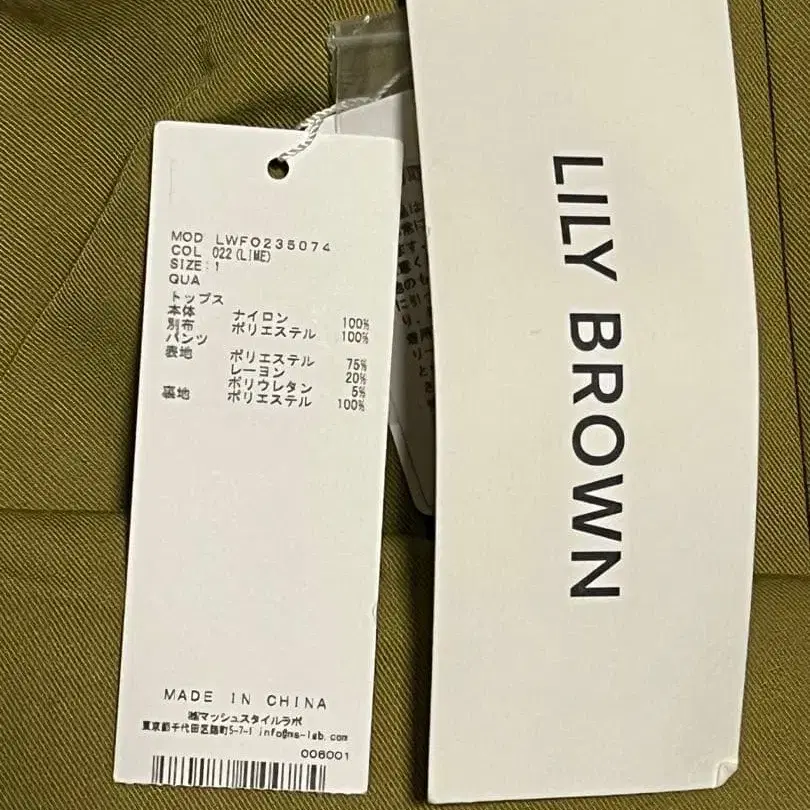 MOD LWFO235074
COL 022(LIME)
SIZE:1
QUA
トップス
本体 ナイロン 100%
別布 ポリエステル 100%
パンツ
表地 ポリエステル 75%
レーヨン 20%
ポリウレタン 5%
裏地 ポリエステル 100%
MADE IN CHINA
㈱マッシュスタイルラボ
東京都千代田区麹町5-7-1 info@ms-lab.com
006001
LILY BROWN